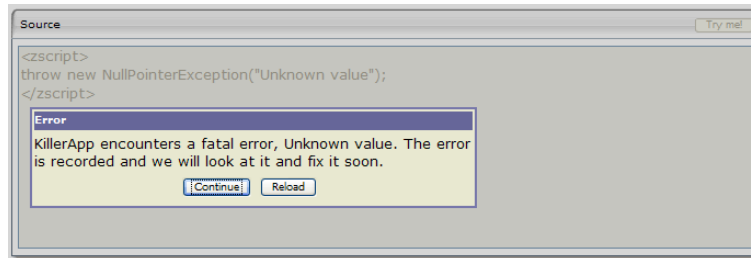 Source
Try me!
<zscript>
throw new NullPointerException("Unknown value");
</zscript>
Error
KillerApp encounters a fatal error, Unknown value. The error
is recorded and we will look at it and fix it soon.
Continue Reload